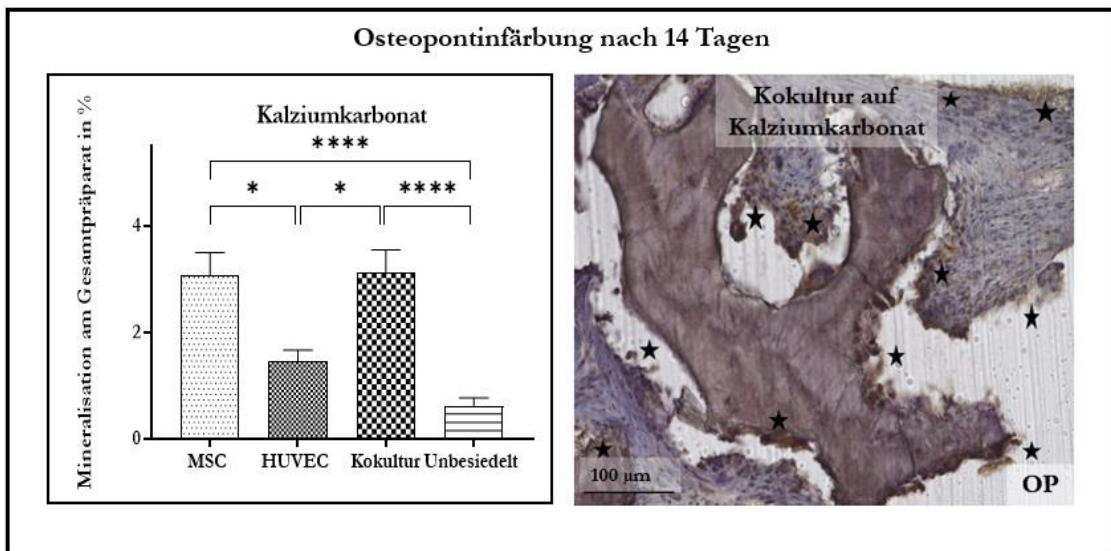 Osteopontinfärbung nach 14 Tagen
Mineralisation am Gesamtpräparat in %
Kalziumkarbonat
****
* * ****
4
2
0
MSC HUVEC Kokultur Unbesiedelt
Kokultur auf
Kalziumkarbonat
100 µm
OP